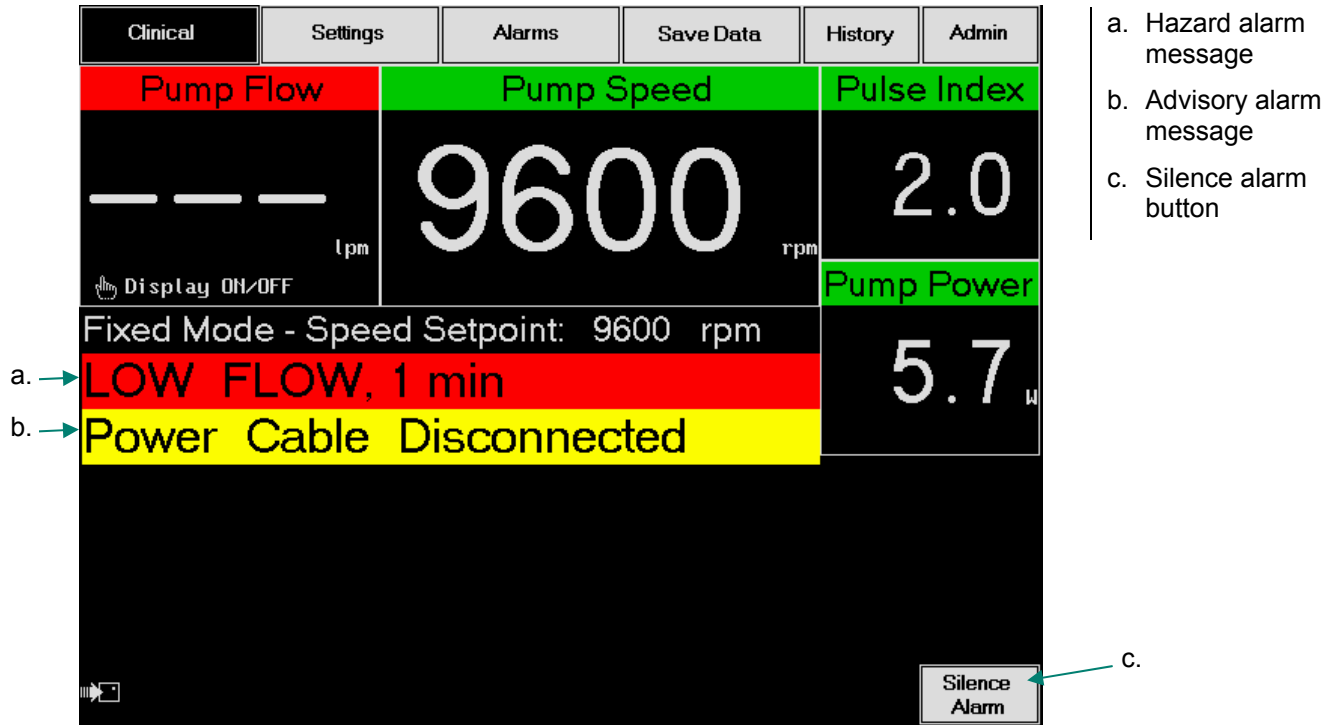 Clinical Settings Alarms Save Data History Admin
Pump Flow Pump Speed Pulse Index
--- lpm 9600 rpm 2.0
Display ON/OFF
Pump Power
5.7 W
Fixed Mode - Speed Setpoint: 9600 rpm
a. LOW FLOW, 1 min
b. Power Cable Disconnected
Silence
Alarm
c.
a. Hazard alarm
message
b. Advisory alarm
message
c. Silence alarm
button